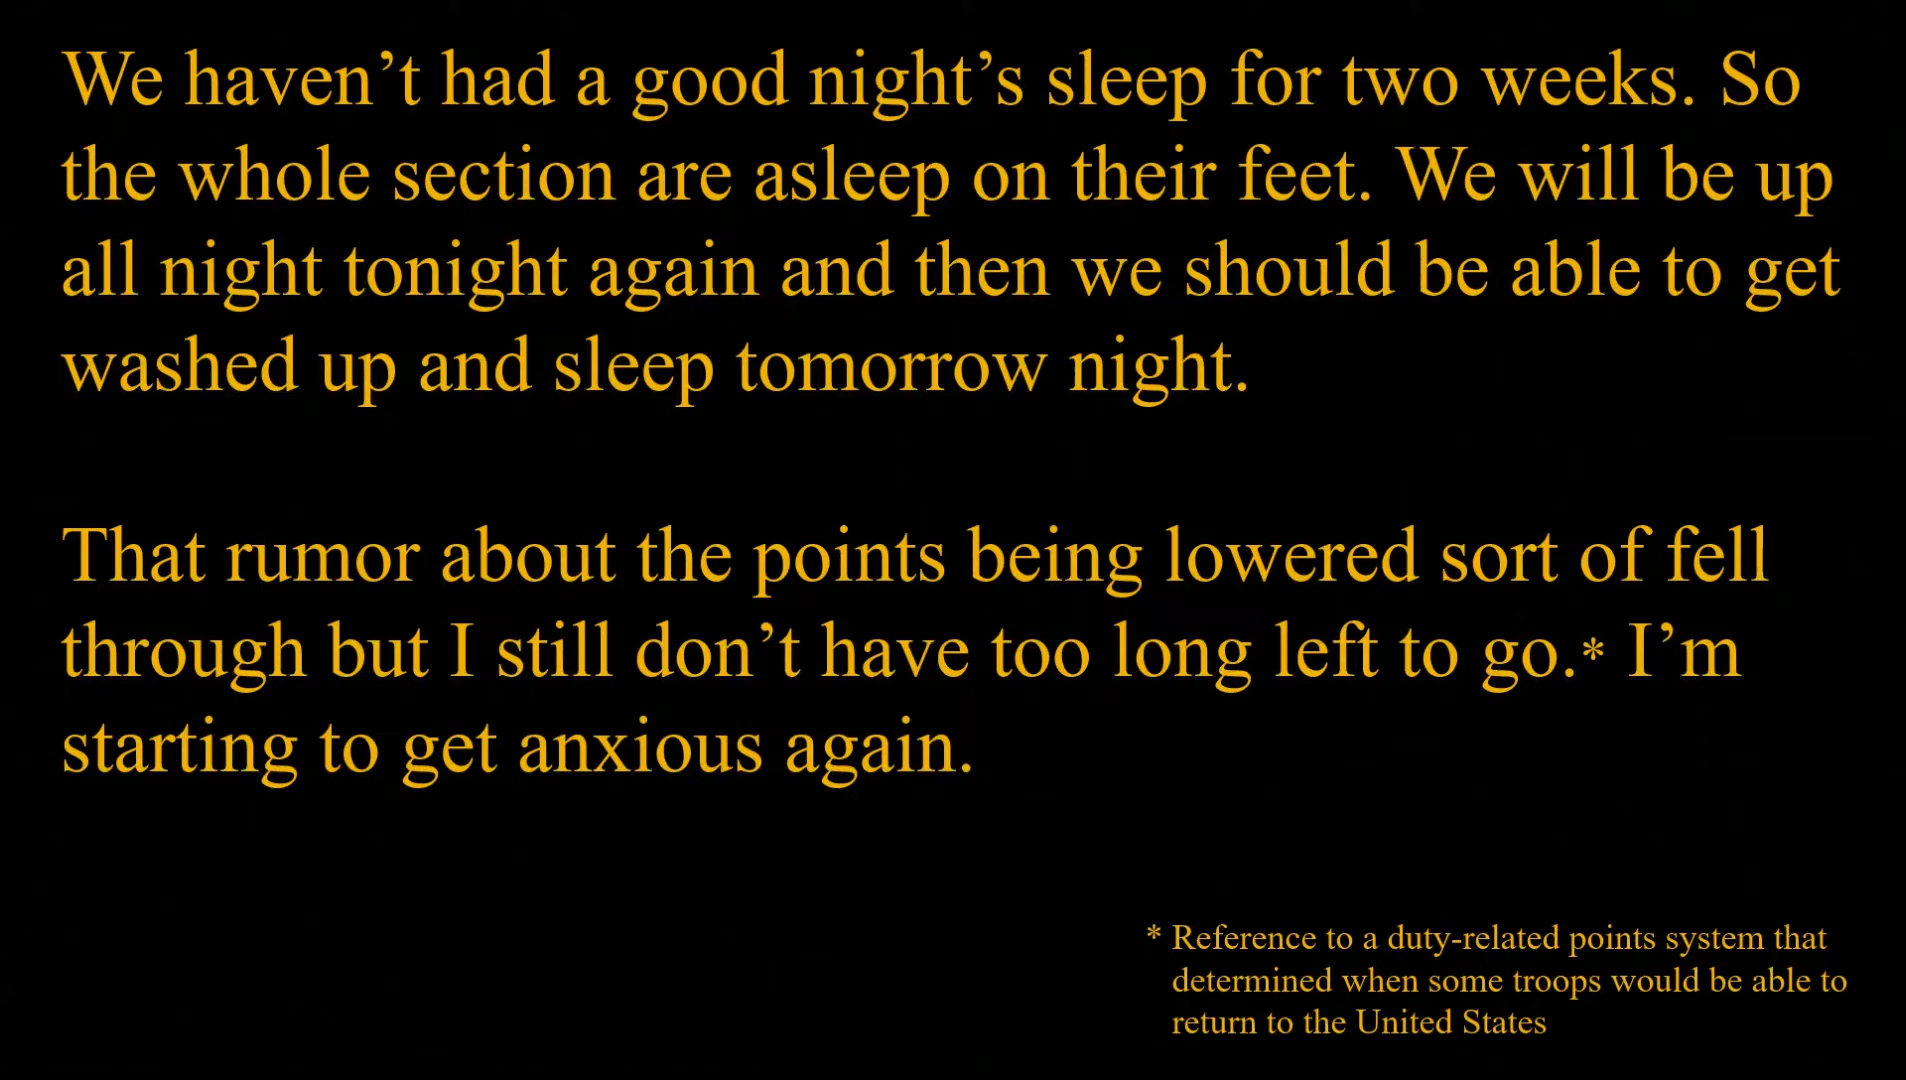 We haven’t had a good night’s sleep for two weeks. So
the whole section are asleep on their feet. We will be up
all night tonight again and then we should be able to get
washed up and sleep tomorrow night.
That rumor about the points being lowered sort of fell
through but I still don’t have too long left to go.* I’m
starting to get anxious again.
* Reference to a duty-related points system that
determined when some troops would be able to
return to the United States